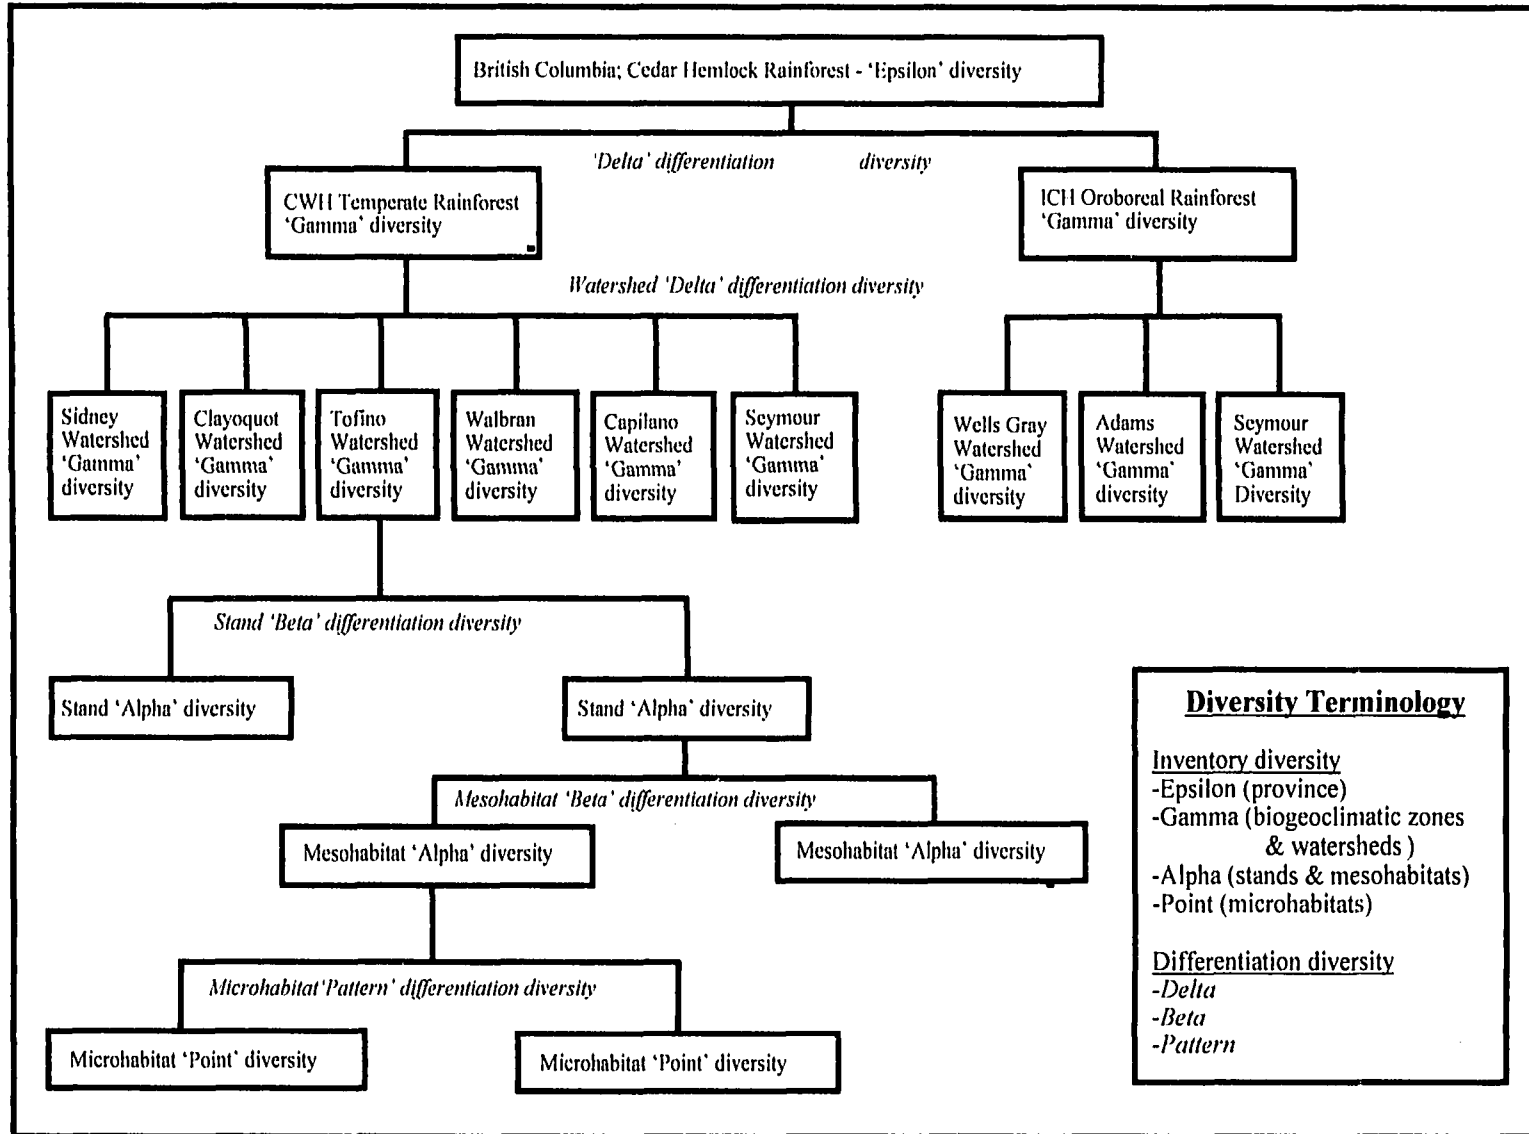 British Columbia; Cedar Hemlock Rainforest - ‘Epsilon’ diversity
‘Delta’ differentiation diversity
CWH Temperate Rainforest
‘Gamma’ diversity
ICH Oroboreal Rainforest
‘Gamma’ diversity
Watershed ‘Delta’ differentiation diversity
Sidney
Watershed
‘Gamma’
diversity
Clayoquot
Watershed
‘Gamma’
diversity
Tofino
Watershed
‘Gamma’
diversity
Walbran
Watershed
‘Gamma’
diversity
Capilano
Watershed
‘Gamma’
diversity
Seymour
Watershed
‘Gamma’
diversity
Wells Gray
Watershed
‘Gamma’
diversity
Adams
Watershed
‘Gamma’
diversity
Seymour
Watershed
‘Gamma’
Diversity
Stand ‘Beta’ differentiation diversity
Stand ‘Alpha’ diversity
Stand ‘Alpha’ diversity
Mesohabitat ‘Beta’ differentiation diversity
Mesohabitat ‘Alpha’ diversity
Mesohabitat ‘Alpha’ diversity
Microhabitat ‘Pattern’ differentiation diversity
Microhabitat ‘Point’ diversity
Microhabitat ‘Point’ diversity
Diversity Terminology
Inventory diversity
-Epsilon (province)
-Gamma (biogeoclimatic zones
& watersheds )
-Alpha (stands & mesohabitats)
-Point (microhabitats)
Differentiation diversity
-Delta
-Beta
-Pattern